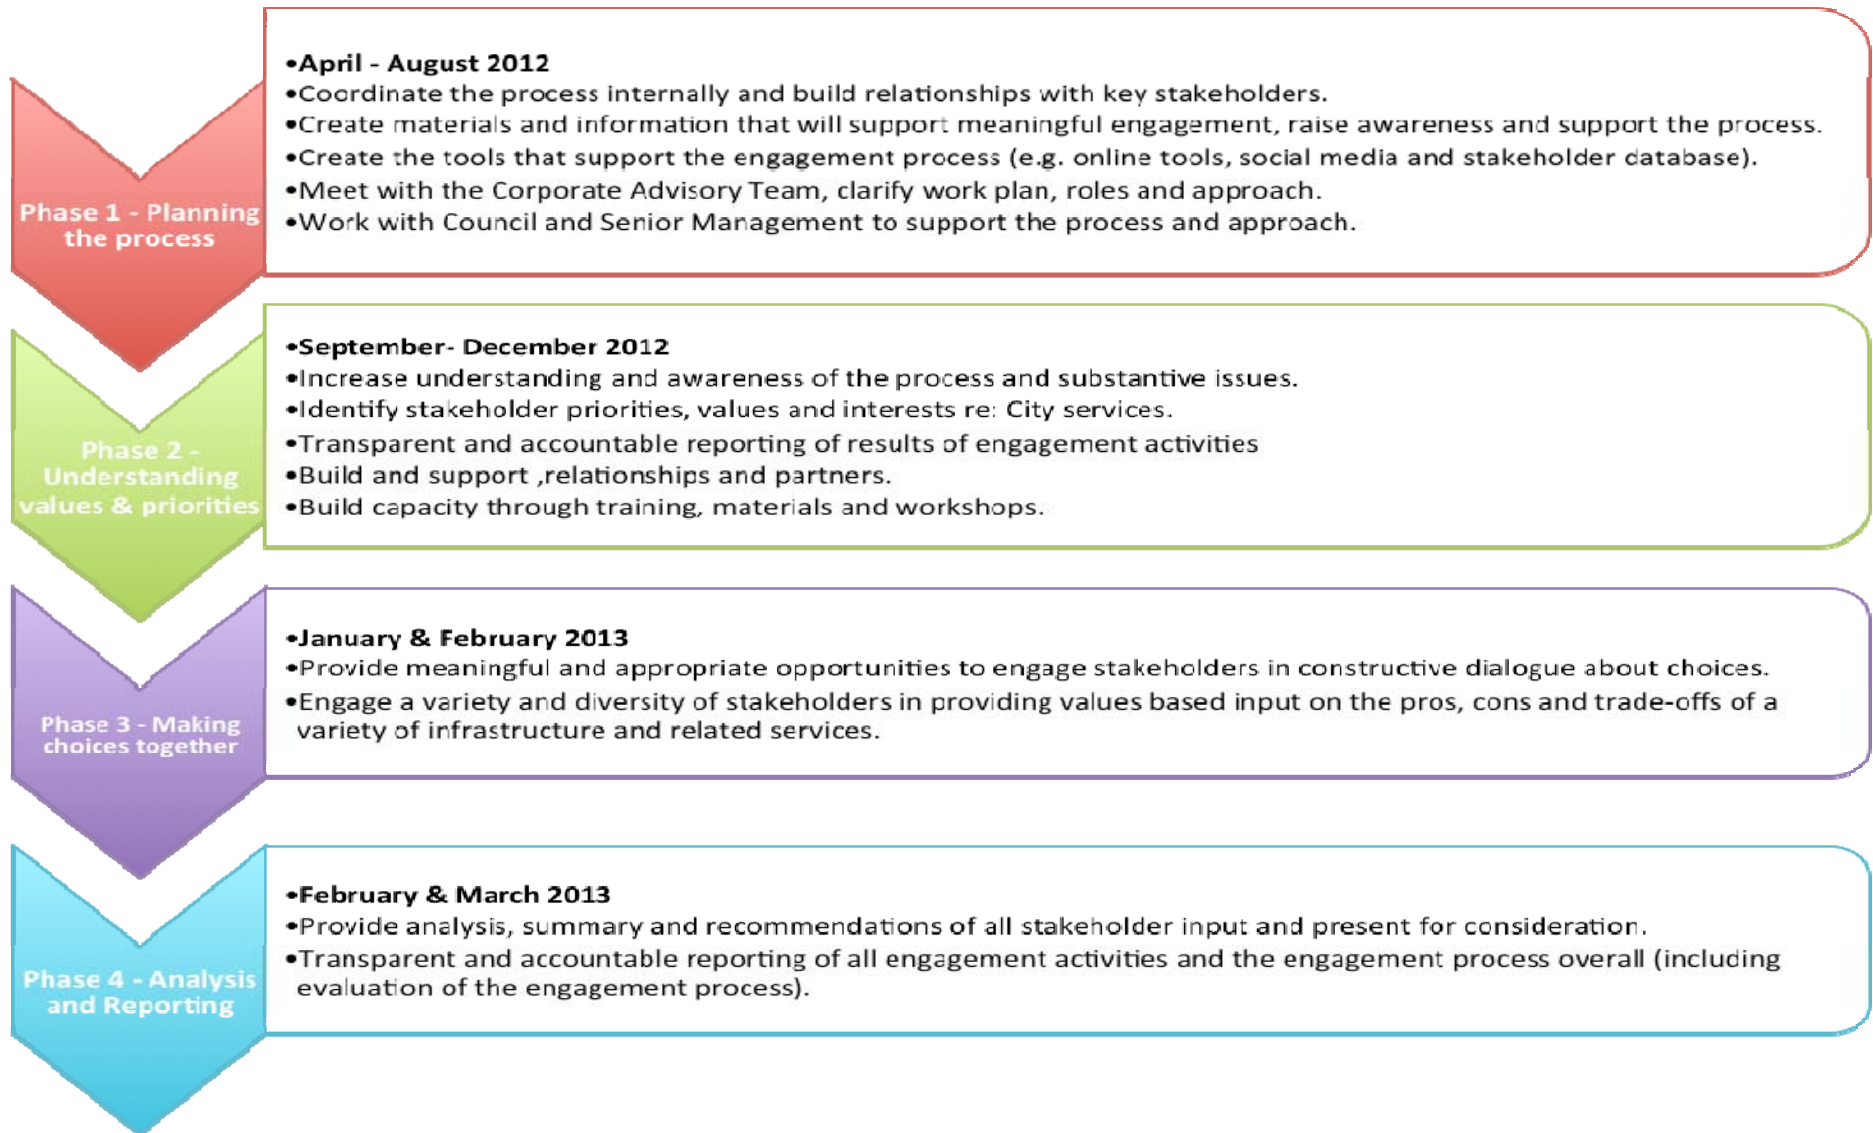 Phase 1 - Planning
the process
•April - August 2012
•Coordinate the process internally and build relationships with key stakeholders.
•Create materials and information that will support meaningful engagement, raise awareness and support the process.
•Create the tools that support the engagement process (e.g. online tools, social media and stakeholder database).
•Meet with the Corporate Advisory Team, clarify work plan, roles and approach.
•Work with Council and Senior Management to support the process and approach.
Phase 2 -
Understanding
values & priorities
•September- December 2012
•Increase understanding and awareness of the process and substantive issues.
•Identify stakeholder priorities, values and interests re: City services.
•Transparent and accountable reporting of results of engagement activities
•Build and support ,relationships and partners.
•Build capacity through training, materials and workshops.
Phase 3 - Making
choices together
•January & February 2013
•Provide meaningful and appropriate opportunities to engage stakeholders in constructive dialogue about choices.
•Engage a variety and diversity of stakeholders in providing values based input on the pros, cons and trade-offs of a
variety of infrastructure and related services.
Phase 4 - Analysis
and Reporting
•February & March 2013
•Provide analysis, summary and recommendations of all stakeholder input and present for consideration.
•Transparent and accountable reporting of all engagement activities and the engagement process overall (including
evaluation of the engagement process).